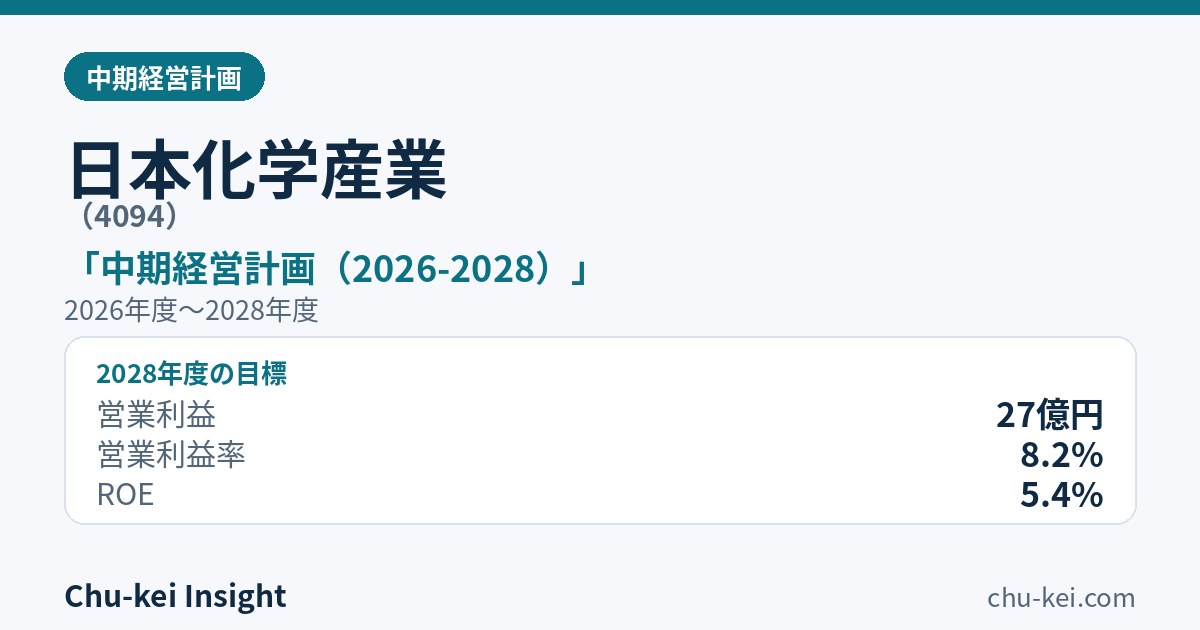 中期経営計画
日本化学産業
（4094）
「中期経営計画（2026-2028）」
2026年度～2028年度
2028年度の目標
営業利益 27億円
営業利益率 8.2%
ROE 5.4%
Chu-kei Insight chu-kei.com